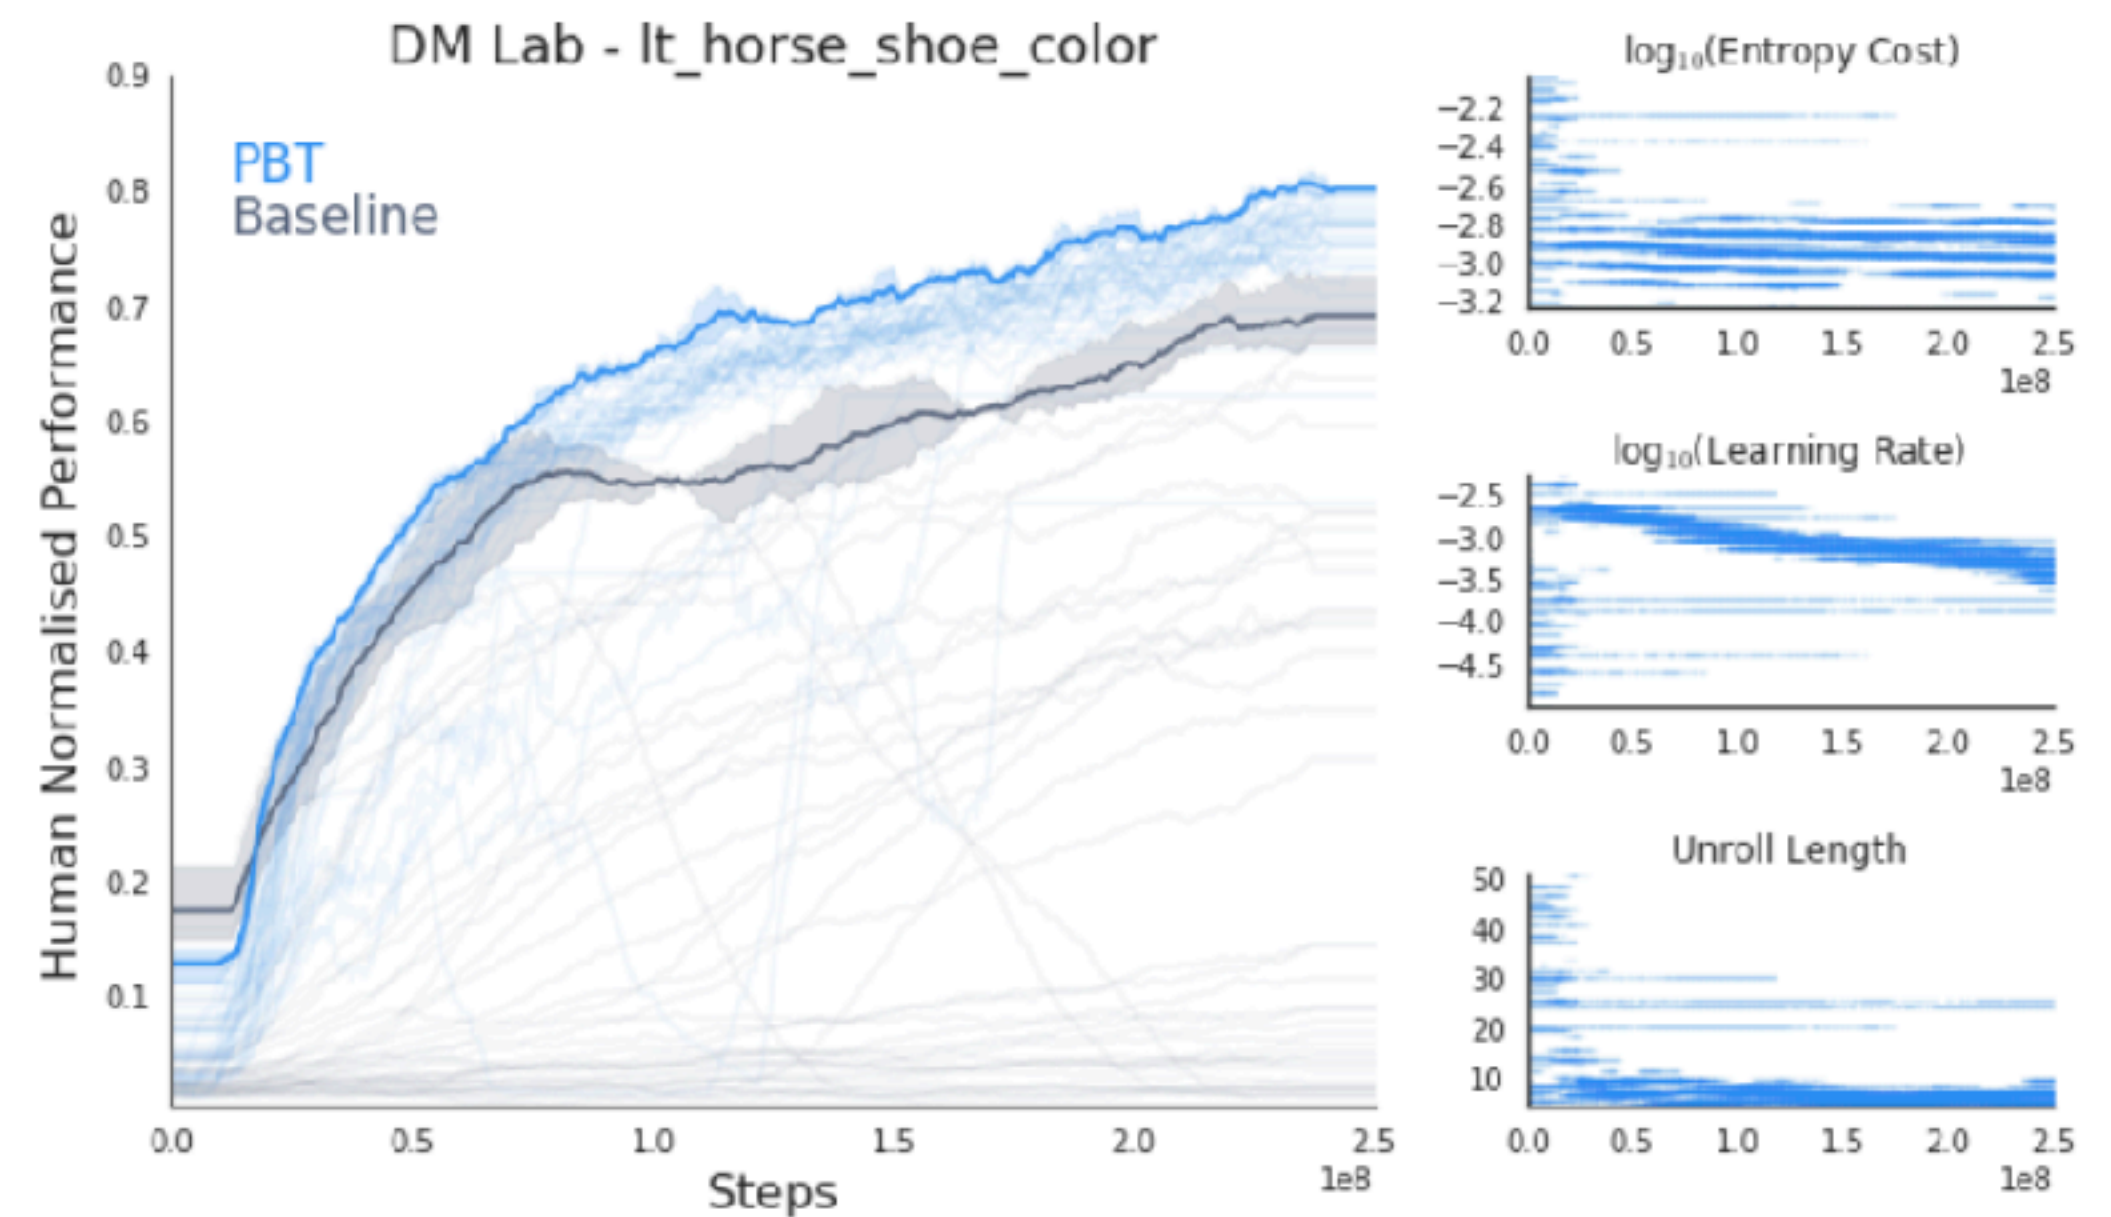 DM Lab - lt_horse_shoe_color
PBT
Baseline
Human Normalised Performance
0.9
0.8
0.7
0.6
0.5
0.4
0.3
0.2
0.1
0.0 0.5 1.0 1.5 2.0 2.5
1e8
Steps
log₁₀(Entropy Cost)
−2.2
−2.4
−2.6
−2.8
−3.0
−3.2
0.0 0.5 1.0 1.5 2.0 2.5
1e8
log₁₀(Learning Rate)
−2.5
−3.0
−3.5
−4.0
−4.5
0.0 0.5 1.0 1.5 2.0 2.5
1e8
Unroll Length
50
40
30
20
10
0.0 0.5 1.0 1.5 2.0 2.5
1e8